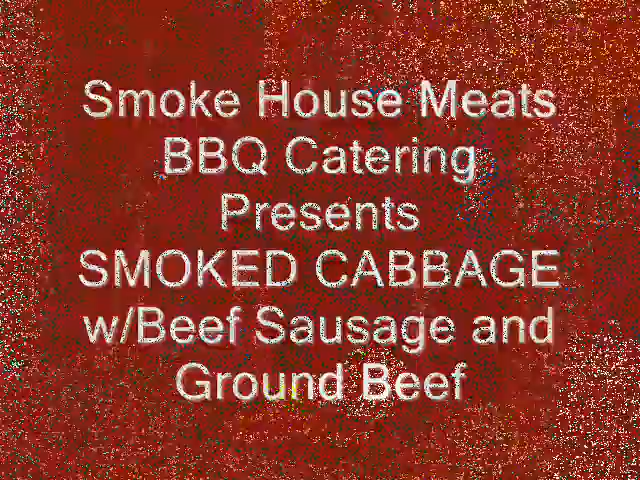 Smoke House Meats
BBQ Catering
Presents
SMOKED CABBAGE
w/Beef Sausage and
Ground Beef